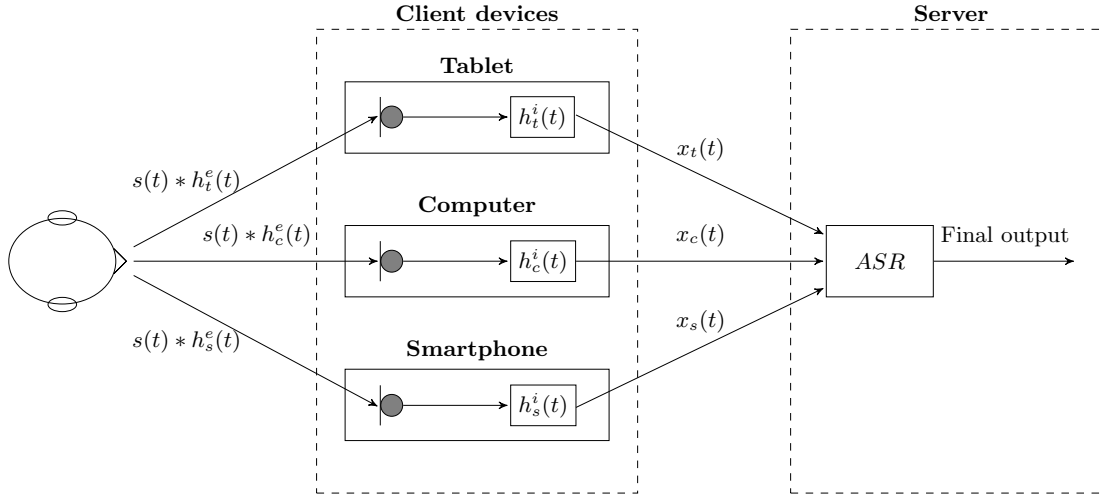 Client devices
Server
Tablet
$h_t^i(t)$
$x_t(t)$
$s(t) * h_t^e(t)$
Computer
$s(t) * h_c^e(t)$
$h_c^i(t)$
$x_c(t)$
$ASR$
Final output
$x_s(t)$
$s(t) * h_s^e(t)$
Smartphone
$h_s^i(t)$